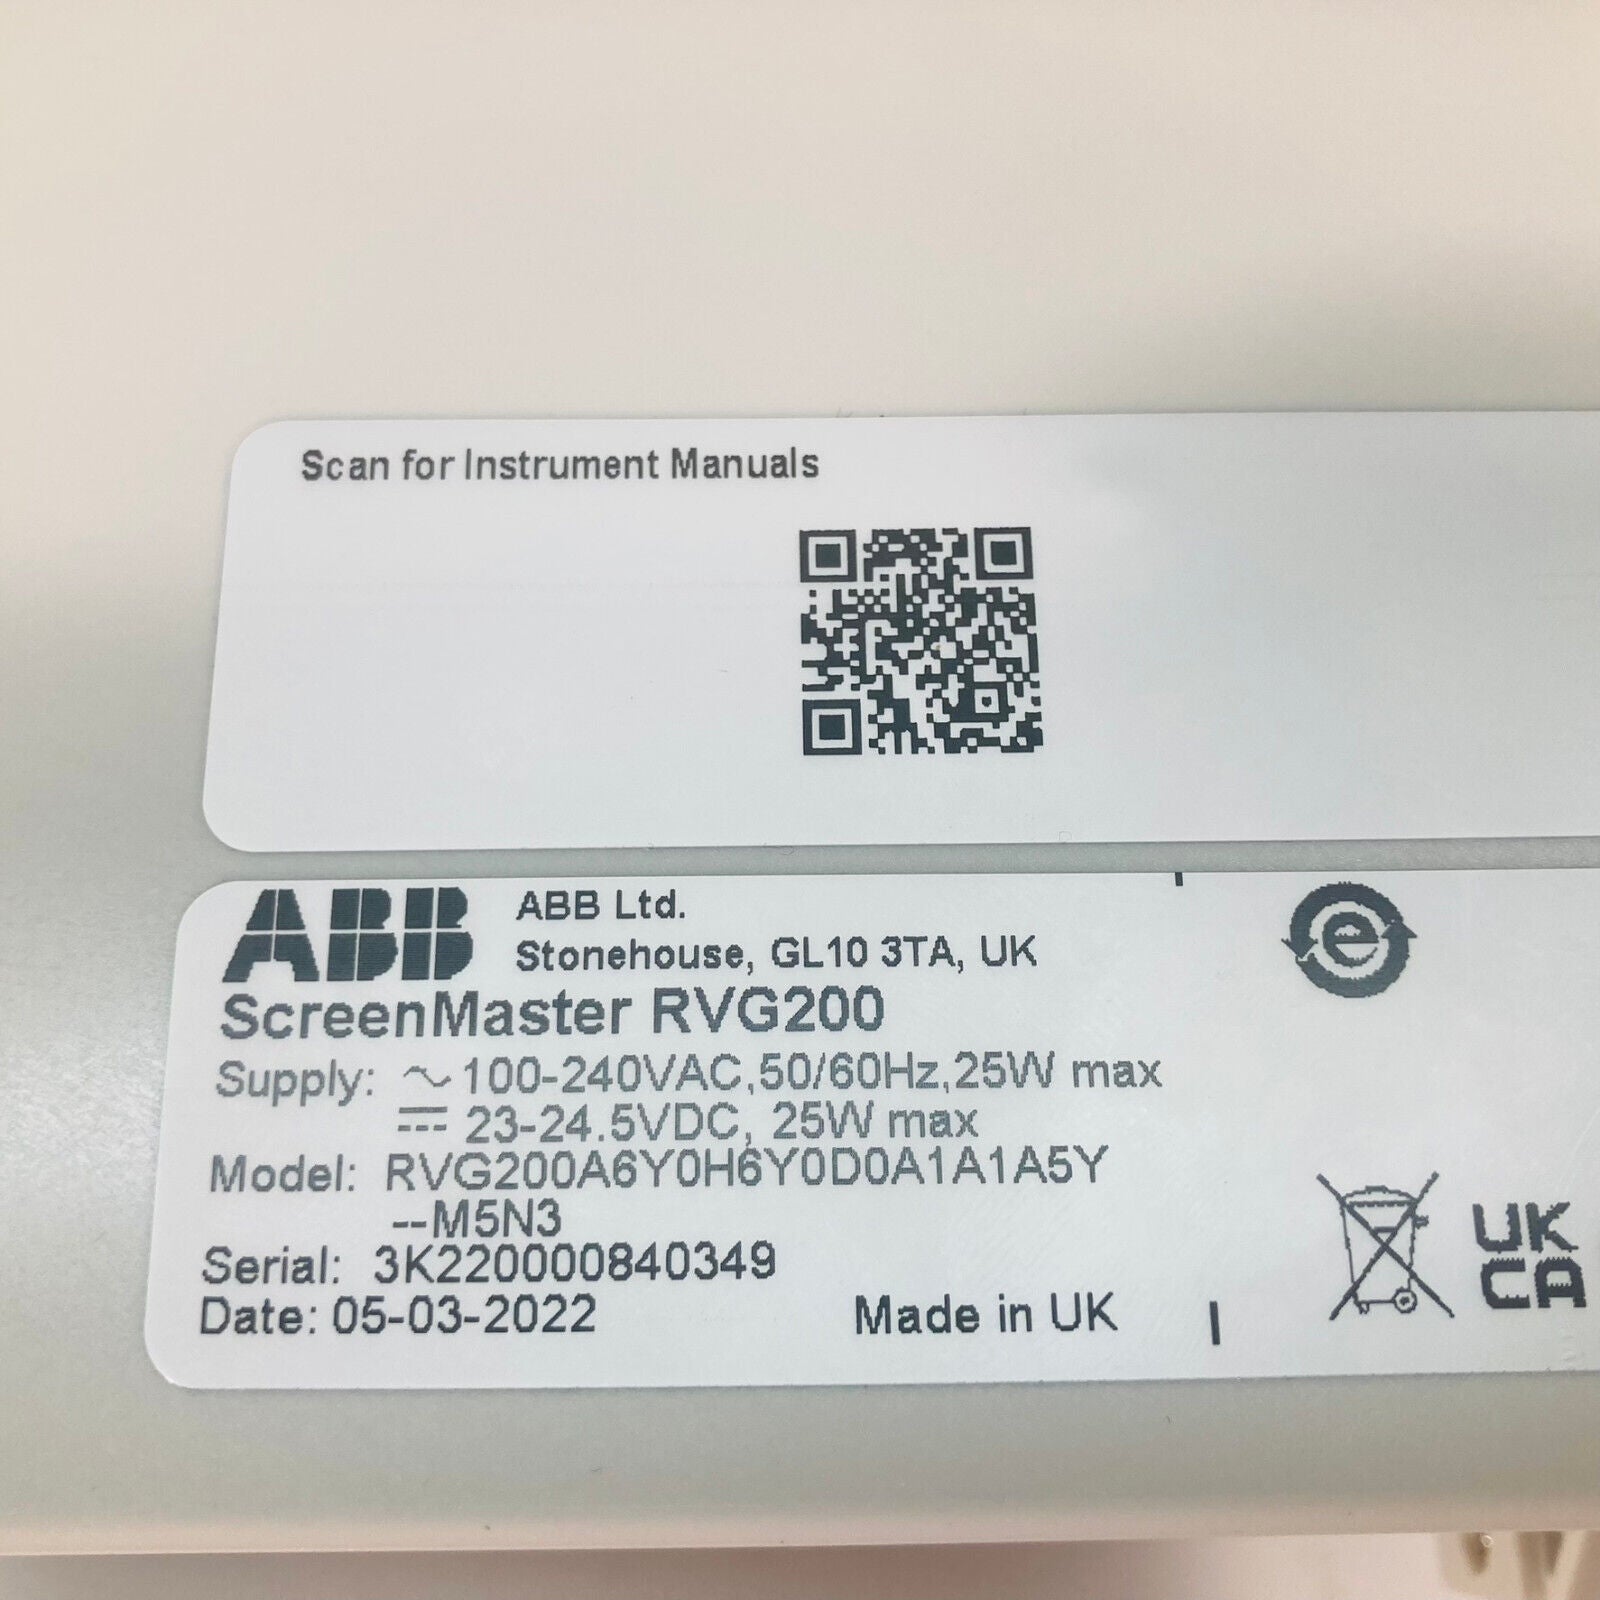 Scan for Instrument Manuals
ABB
ABB Ltd.
Stonehouse, GL10 3TA, UK
ScreenMaster RVG200
Supply: ~ 100-240VAC,50/60Hz,25W max
⎓ 23-24.5VDC, 25W max
Model: RVG200A6Y0H6Y0D0A1A1A5Y
--M5N3
Serial: 3K220000840349
Date: 05-03-2022
Made in UK
e
UK
CA